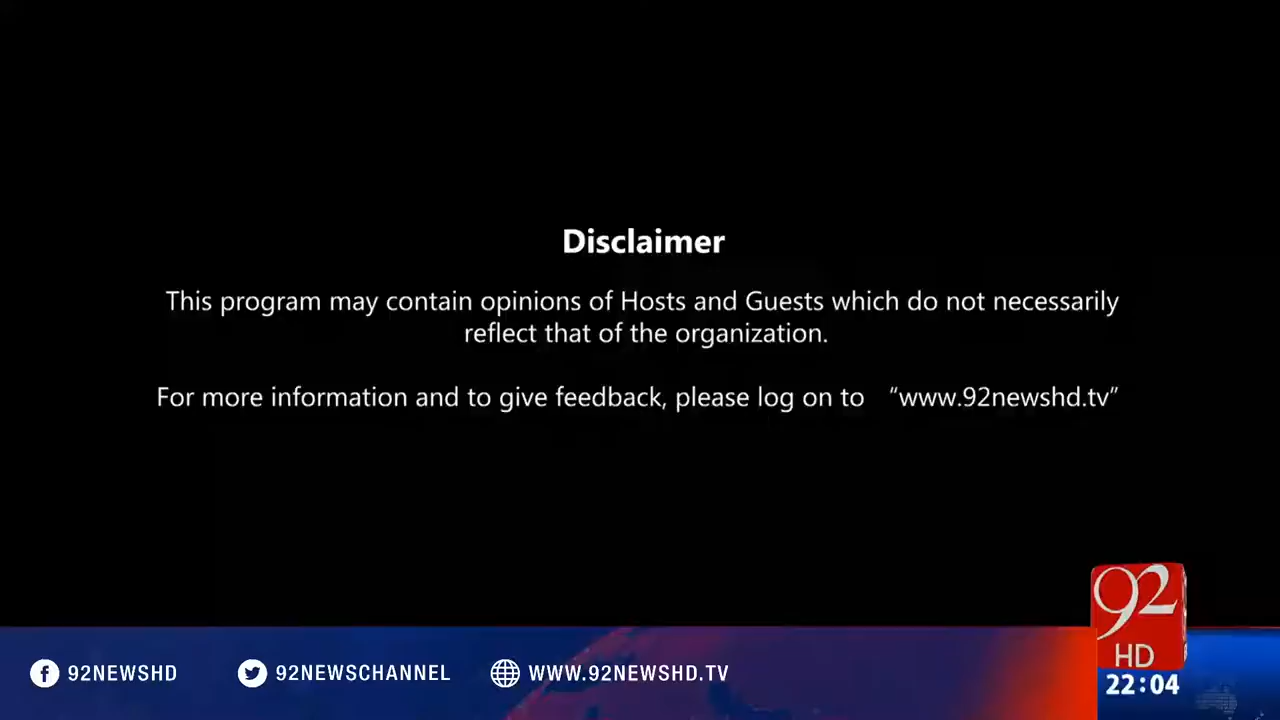 Disclaimer
This program may contain opinions of Hosts and Guests which do not necessarily
reflect that of the organization.
For more information and to give feedback, please log on to “www.92newshd.tv”
92NEWSHD
92NEWSCHANNEL
WWW.92NEWSHD.TV
92
HD
22:04